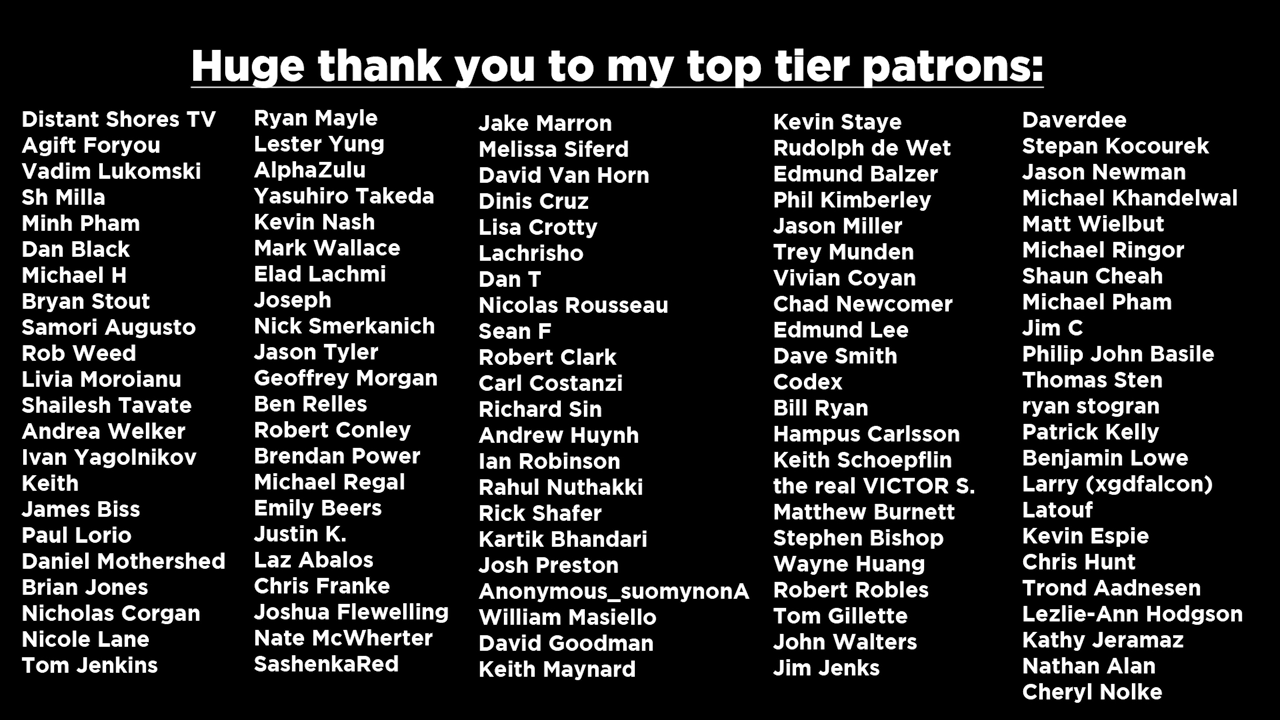 Huge thank you to my top tier patrons:
Distant Shores TV
Agift Foryou
Vadim Lukomski
Sh Milla
Minh Pham
Dan Black
Michael H
Bryan Stout
Samori Augusto
Rob Weed
Livia Moroianu
Shailesh Tavate
Andrea Welker
Ivan Yagolnikov
Keith
James Biss
Paul Lorio
Daniel Mothershed
Brian Jones
Nicholas Corgan
Nicole Lane
Tom Jenkins
Ryan Mayle
Lester Yung
AlphaZulu
Yasuhiro Takeda
Kevin Nash
Mark Wallace
Elad Lachmi
Joseph
Nick Smerkanich
Jason Tyler
Geoffrey Morgan
Ben Relles
Robert Conley
Brendan Power
Michael Regal
Emily Beers
Justin K.
Laz Abalos
Chris Franke
Joshua Flewelling
Nate McWherter
SashenkaRed
Jake Marron
Melissa Siferd
David Van Horn
Dinis Cruz
Lisa Crotty
Lachrisho
Dan T
Nicolas Rousseau
Sean F
Robert Clark
Carl Costanzi
Richard Sin
Andrew Huynh
Ian Robinson
Rahul Nuthakki
Rick Shafer
Kartik Bhandari
Josh Preston
Anonymous_suomynonA
William Masiello
David Goodman
Keith Maynard
Kevin Staye
Rudolph de Wet
Edmund Balzer
Phil Kimberley
Jason Miller
Trey Munden
Vivian Coyan
Chad Newcomer
Edmund Lee
Dave Smith
Codex
Bill Ryan
Hampus Carlsson
Keith Schoepflin
the real VICTOR S.
Matthew Burnett
Stephen Bishop
Wayne Huang
Robert Robles
Tom Gillette
John Walters
Jim Jenks
Daverdee
Stepan Kocourek
Jason Newman
Michael Khandelwal
Matt Wielbut
Michael Ringor
Shaun Cheah
Michael Pham
Jim C
Philip John Basile
Thomas Sten
ryan stogran
Patrick Kelly
Benjamin Lowe
Larry (xgdfalcon)
Latouf
Kevin Espie
Chris Hunt
Trond Aadnesen
Lezlie-Ann Hodgson
Kathy Jeramaz
Nathan Alan
Cheryl Nolke